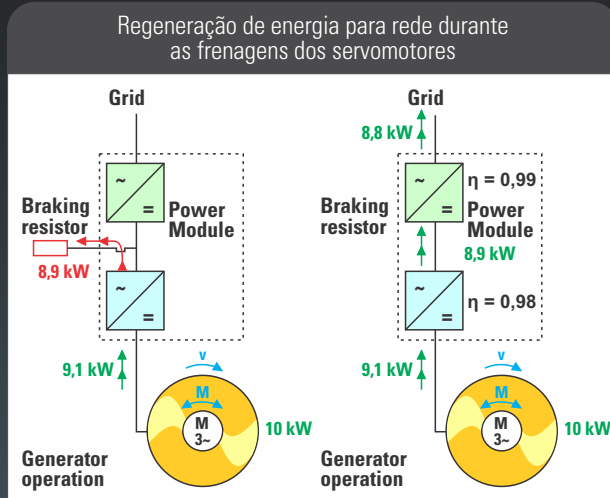 Regeneração de energia para rede durante
as frenagens dos servomotores
Grid
~
=
Braking
resistor
Power
Module
8,9 kW
~
=
9,1 kW
v
M
M
3~
10 kW
Generator
operation
Grid
8,8 kW
~
=
η = 0,99
Braking
resistor
Power
Module
8,9 kW
~
=
η = 0,98
9,1 kW
v
M
M
3~
10 kW
Generator
operation